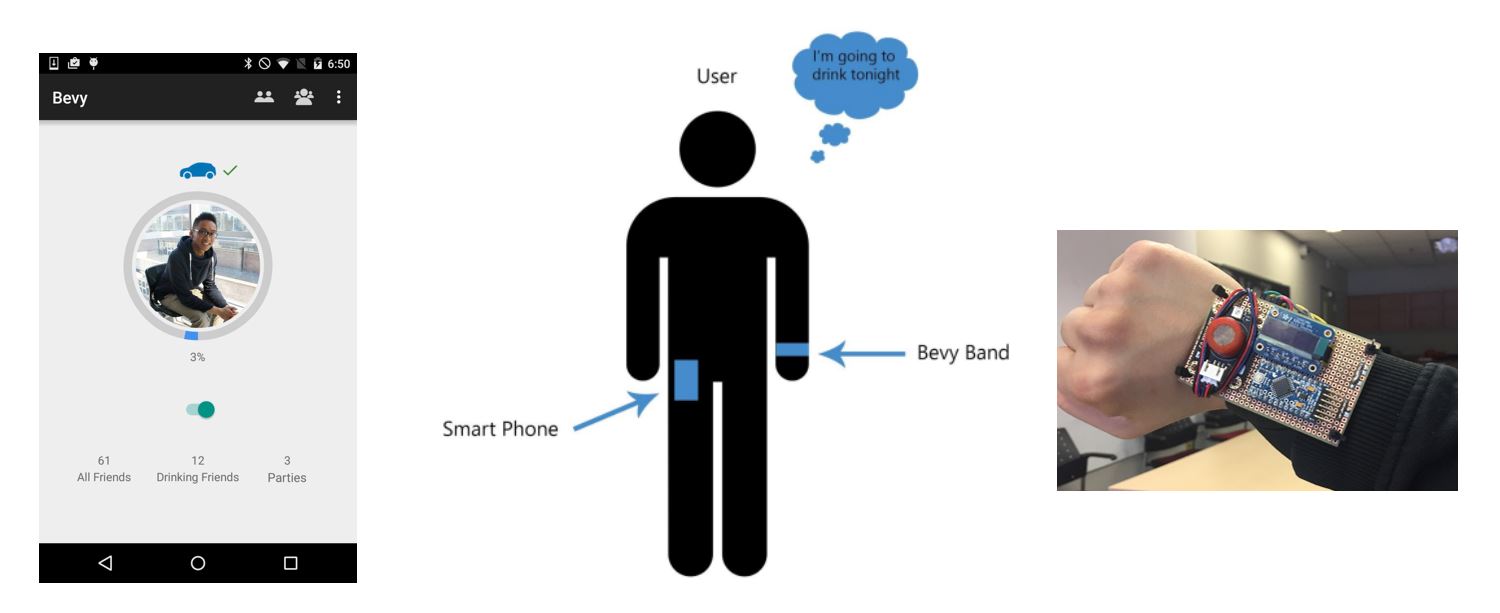 6:50
Bevy
3%
61
All Friends
12
Drinking Friends
3
Parties
User
I'm going to
drink tonight
Smart Phone
Bevy Band